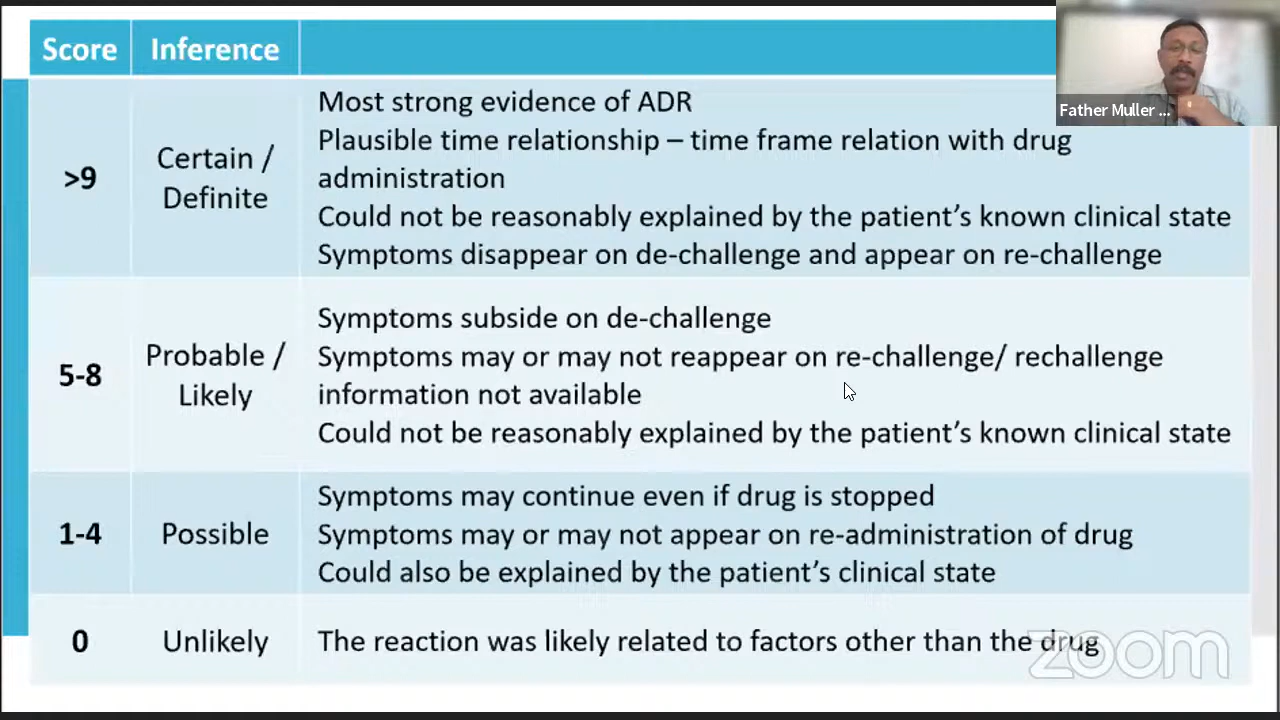 Score Inference
Father Muller ...
>9
Certain /
Definite
Most strong evidence of ADR
Plausible time relationship – time frame relation with drug
administration
Could not be reasonably explained by the patient's known clinical state
Symptoms disappear on de-challenge and appear on re-challenge
5-8
Probable /
Likely
Symptoms subside on de-challenge
Symptoms may or may not reappear on re-challenge/ rechallenge
information not available
Could not be reasonably explained by the patient's known clinical state
1-4
Possible
Symptoms may continue even if drug is stopped
Symptoms may or may not appear on re-administration of drug
Could also be explained by the patient's clinical state
0
Unlikely
The reaction was likely related to factors other than the drug
zoom